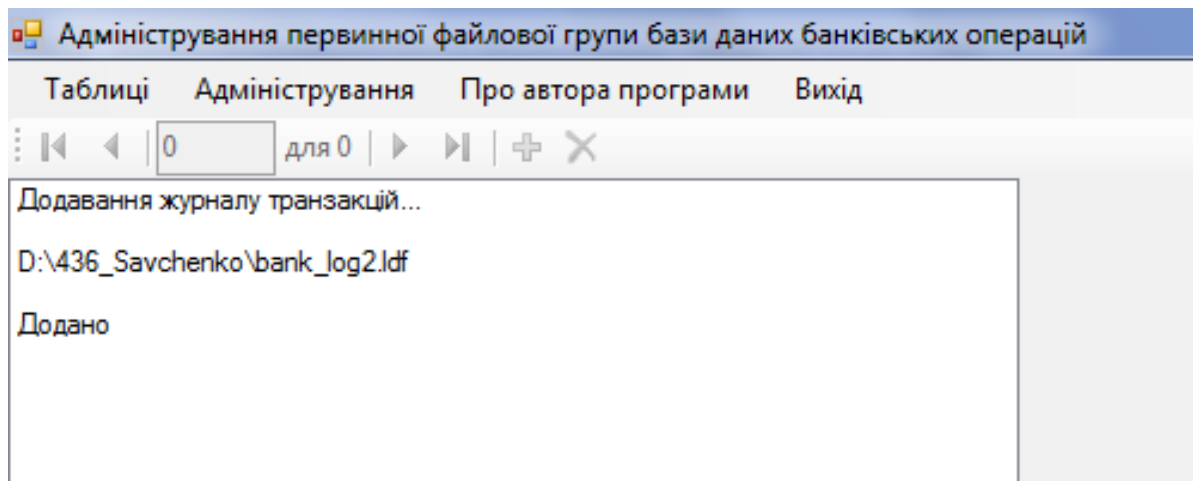 Адміністрування первинної файлової групи бази даних банківських операцій
Таблиці Адміністрування Про автора програми Вихід
0 для 0
Додавання журналу транзакцій...
D:\436_Savchenko\bank_log2.ldf
Додано